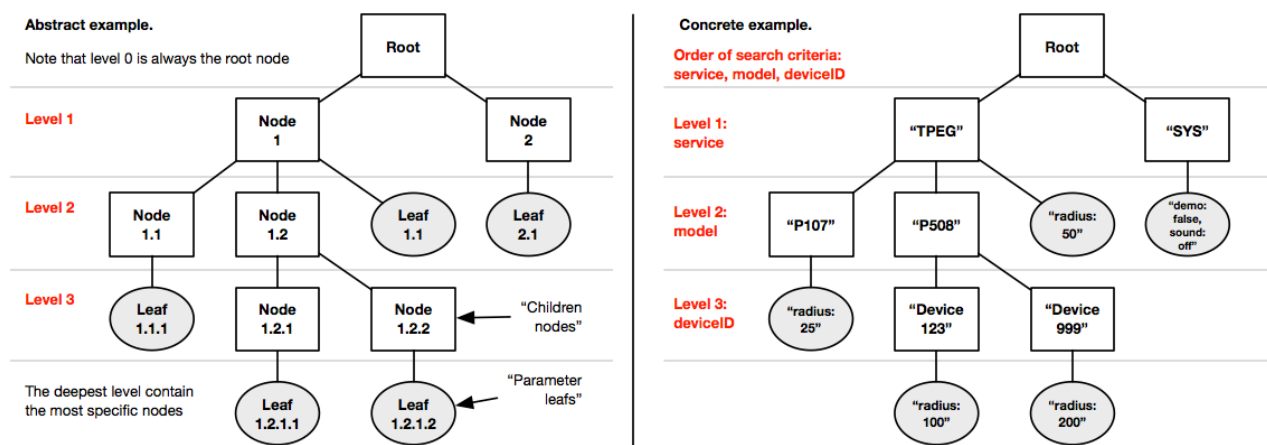 Abstract example.
Note that level 0 is always the root node
Root
Level 1
Node
1
Node
2
Level 2
Node
1.1
Node
1.2
Leaf
1.1
Leaf
2.1
Level 3
Leaf
1.1.1
Node
1.2.1
Node
1.2.2
“Children
nodes”
The deepest level contain
the most specific nodes
Leaf
1.2.1.1
Leaf
1.2.1.2
“Parameter
leafs”
Concrete example.
Order of search criteria:
service, model, deviceID
Root
Level 1:
service
“TPEG”
“SYS”
Level 2:
model
“P107”
“P508”
“radius:
50”
“demo:
false,
sound:
off”
Level 3:
deviceID
“radius:
25”
“Device
123”
“Device
999”
“radius:
100”
“radius:
200”